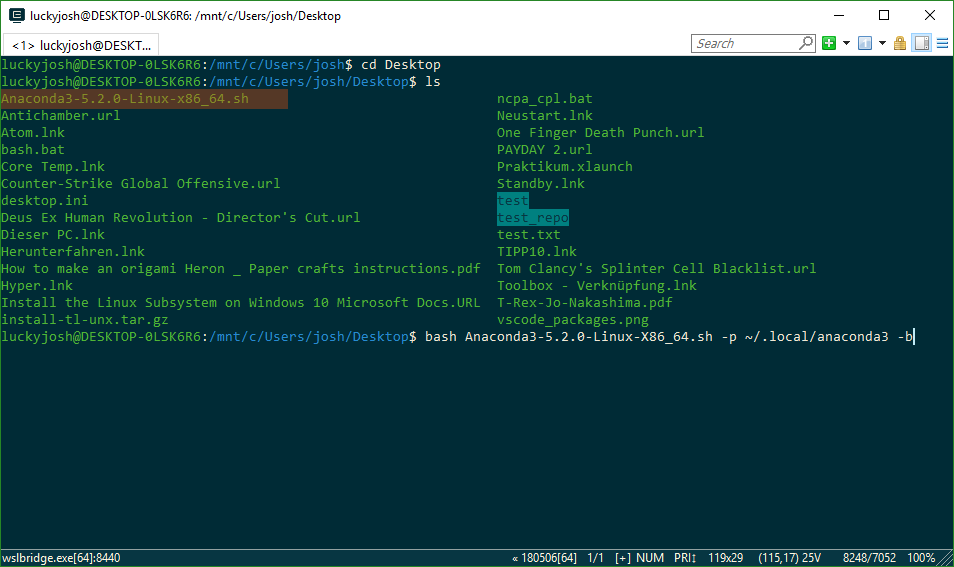 luckyjosh@DESKTOP-0LSK6R6: /mnt/c/Users/josh/Desktop
<1> luckyjosh@DESKT...
Search
luckyjosh@DESKTOP-0LSK6R6:/mnt/c/Users/josh$ cd Desktop
luckyjosh@DESKTOP-0LSK6R6:/mnt/c/Users/josh/Desktop$ ls
Anaconda3-5.2.0-Linux-x86_64.sh ncpa_cpl.bat
Antichamber.url Neustart.lnk
Atom.lnk One Finger Death Punch.url
bash.bat PAYDAY 2.url
Core Temp.lnk Praktikum.xlaunch
Counter-Strike Global Offensive.url Standby.lnk
desktop.ini test
Deus Ex Human Revolution - Director's Cut.url test_repo
Dieser PC.lnk test.txt
Herunterfahren.lnk TIPP10.lnk
How to make an origami Heron _ Paper crafts instructions.pdf Tom Clancy's Splinter Cell Blacklist.url
Hyper.lnk Toolbox - Verknüpfung.lnk
Install the Linux Subsystem on Windows 10 Microsoft Docs.URL T-Rex-Jo-Nakashima.pdf
install-tl-unx.tar.gz vscode_packages.png
luckyjosh@DESKTOP-0LSK6R6:/mnt/c/Users/josh/Desktop$ bash Anaconda3-5.2.0-Linux-X86_64.sh -p ~/.local/anaconda3 -b
wslbridge.exe[64]:8440 « 180506[64] 1/1 [+] NUM PRI↕ 119x29 (115,17) 25V 8248/7052 100%